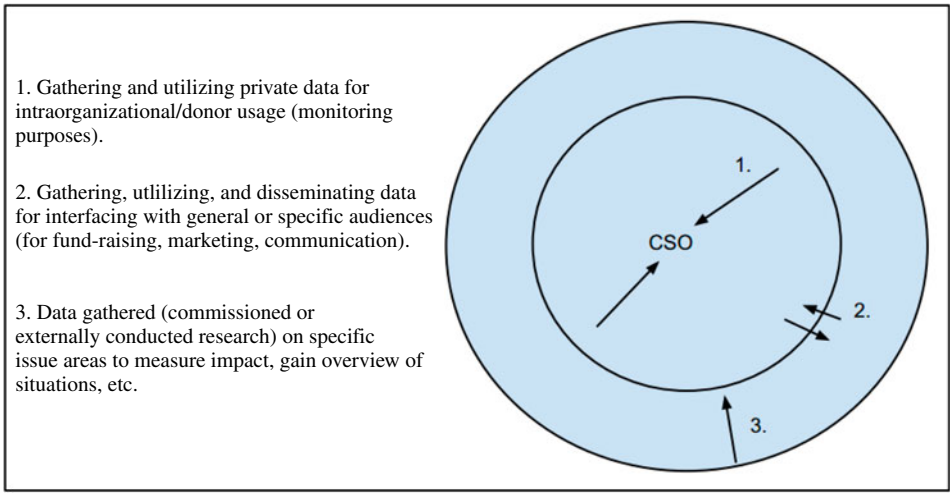 1. Gathering and utilizing private data for
intraorganizational/donor usage (monitoring
purposes).
2. Gathering, utlilizing, and disseminating data
for interfacing with general or specific audiences
(for fund-raising, marketing, communication).
3. Data gathered (commissioned or
externally conducted research) on specific
issue areas to measure impact, gain overview of
situations, etc.
1.
CSO
2.
3.